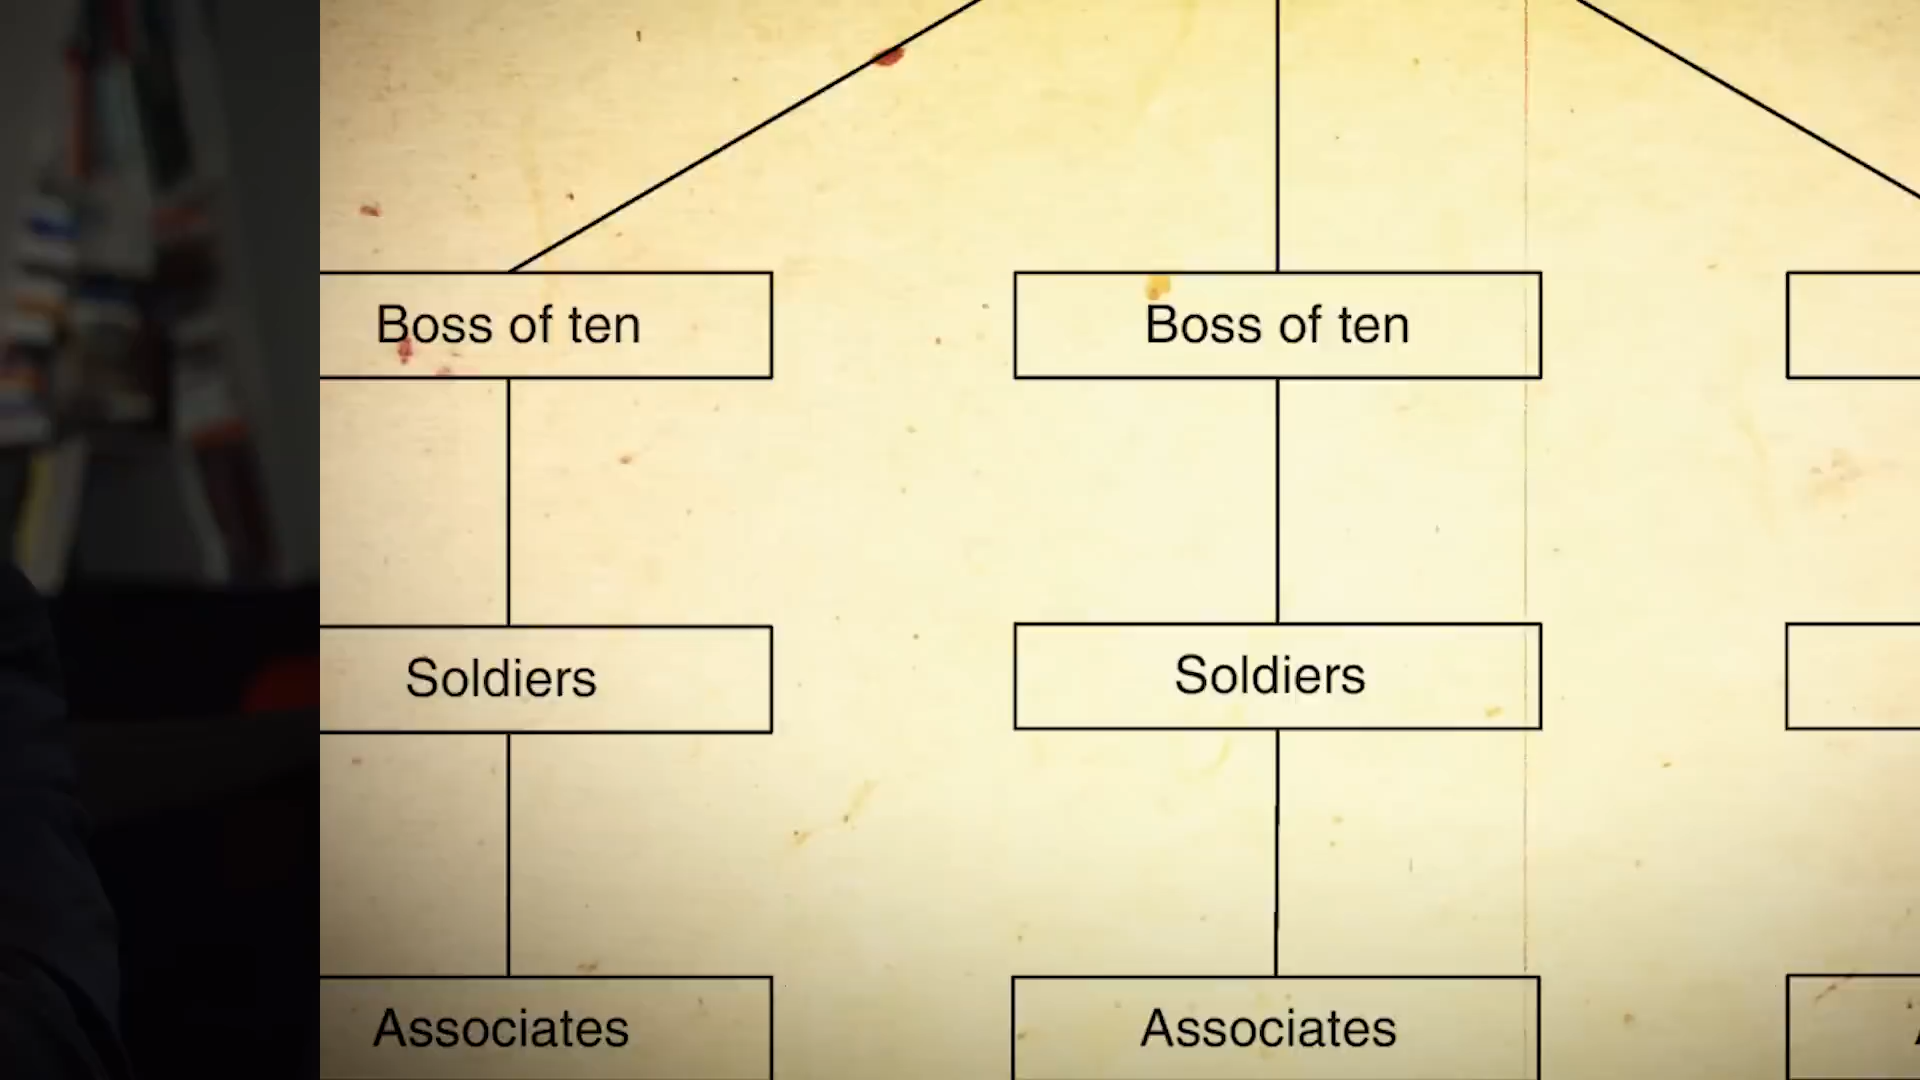 Boss of ten
Boss of ten
Soldiers
Soldiers
Associates
Associates